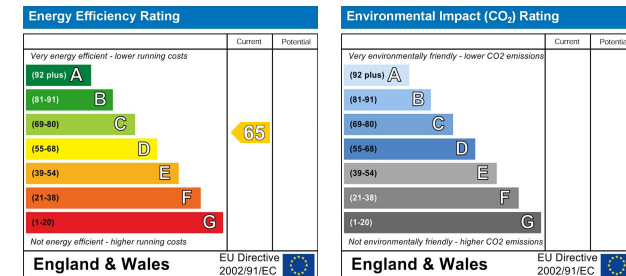 Energy Efficiency Rating
Current Potential
Very energy efficient - lower running costs
(92 plus) A
(81-91) B
(69-80) C
(55-68) D
(39-54) E
(21-38) F
(1-20) G
65
Not energy efficient - higher running costs
England & Wales
EU Directive
2002/91/EC
Environmental Impact (CO₂) Rating
Current Potential
Very environmentally friendly - lower CO2 emissions
(92 plus) A
(81-91) B
(69-80) C
(55-68) D
(39-54) E
(21-38) F
(1-20) G
Not environmentally friendly - higher CO2 emissions
England & Wales
EU Directive
2002/91/EC